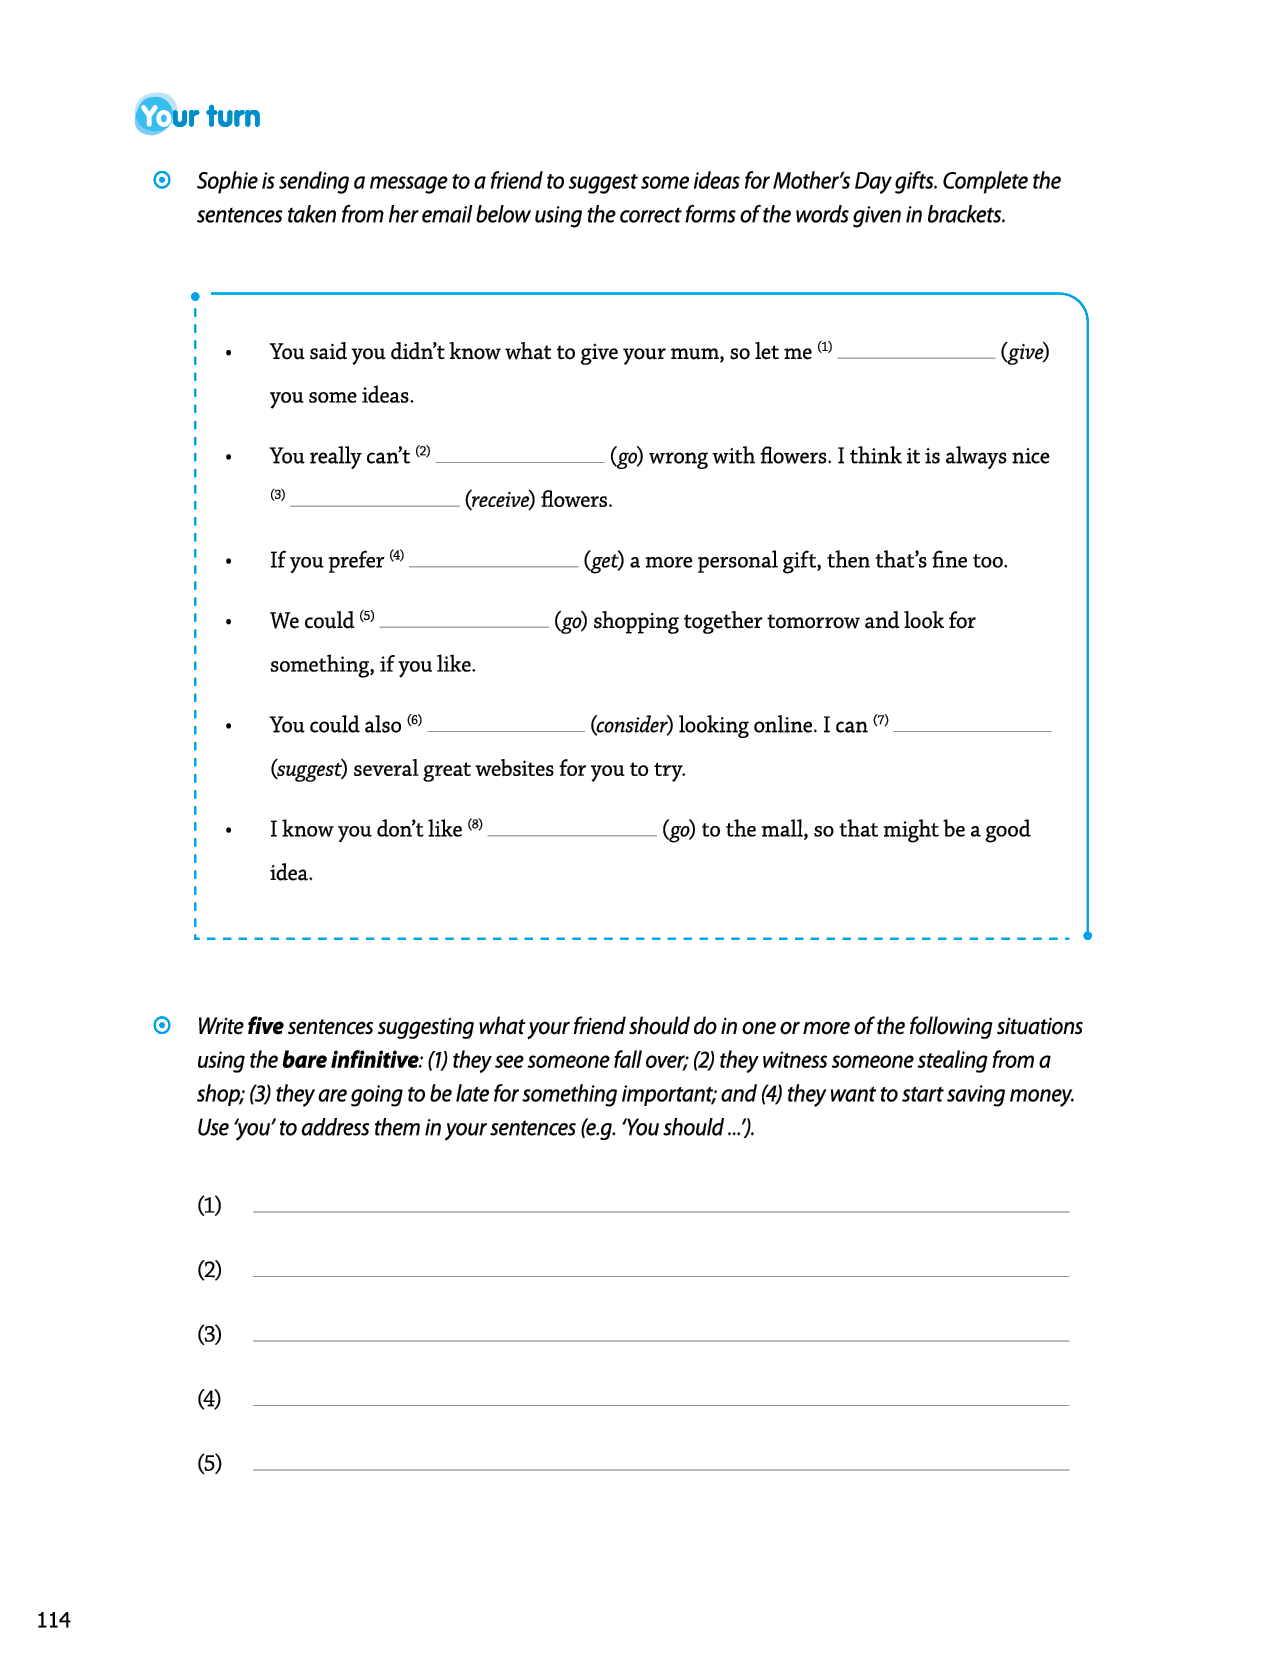 Your turn
Sophie is sending a message to a friend to suggest some ideas for Mother’s Day gifts. Complete the
sentences taken from her email below using the correct forms of the words given in brackets.
• You said you didn’t know what to give your mum, so let me (1) ______________ (give)
you some ideas.
• You really can’t (2) ______________ (go) wrong with flowers. I think it is always nice
(3) ______________ (receive) flowers.
• If you prefer (4) ______________ (get) a more personal gift, then that’s fine too.
• We could (5) ______________ (go) shopping together tomorrow and look for
something, if you like.
• You could also (6) ______________ (consider) looking online. I can (7) ______________
(suggest) several great websites for you to try.
• I know you don’t like (8) ______________ (go) to the mall, so that might be a good
idea.
Write five sentences suggesting what your friend should do in one or more of the following situations
using the bare infinitive: (1) they see someone fall over; (2) they witness someone stealing from a
shop; (3) they are going to be late for something important; and (4) they want to start saving money.
Use ‘you’ to address them in your sentences (e.g. ‘You should ...’).
(1)
(2)
(3)
(4)
(5)
114